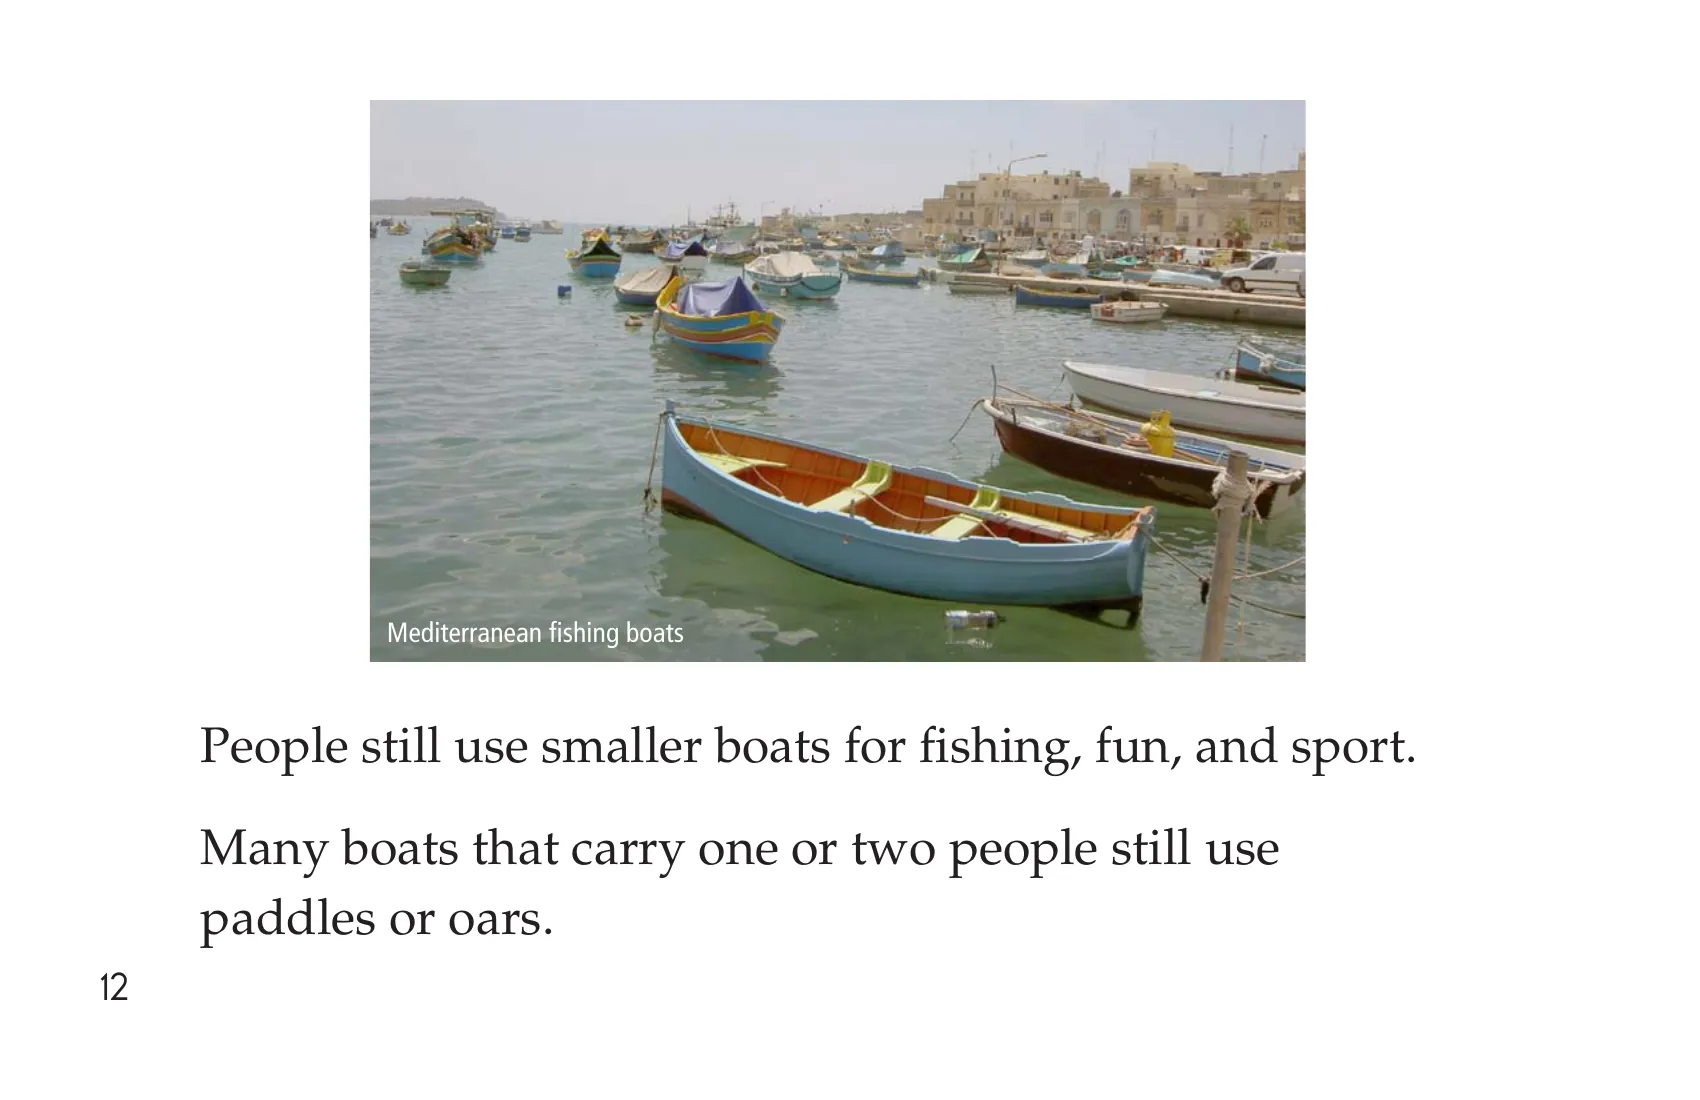 Mediterranean fishing boats
People still use smaller boats for fishing, fun, and sport.
Many boats that carry one or two people still use
paddles or oars.
12